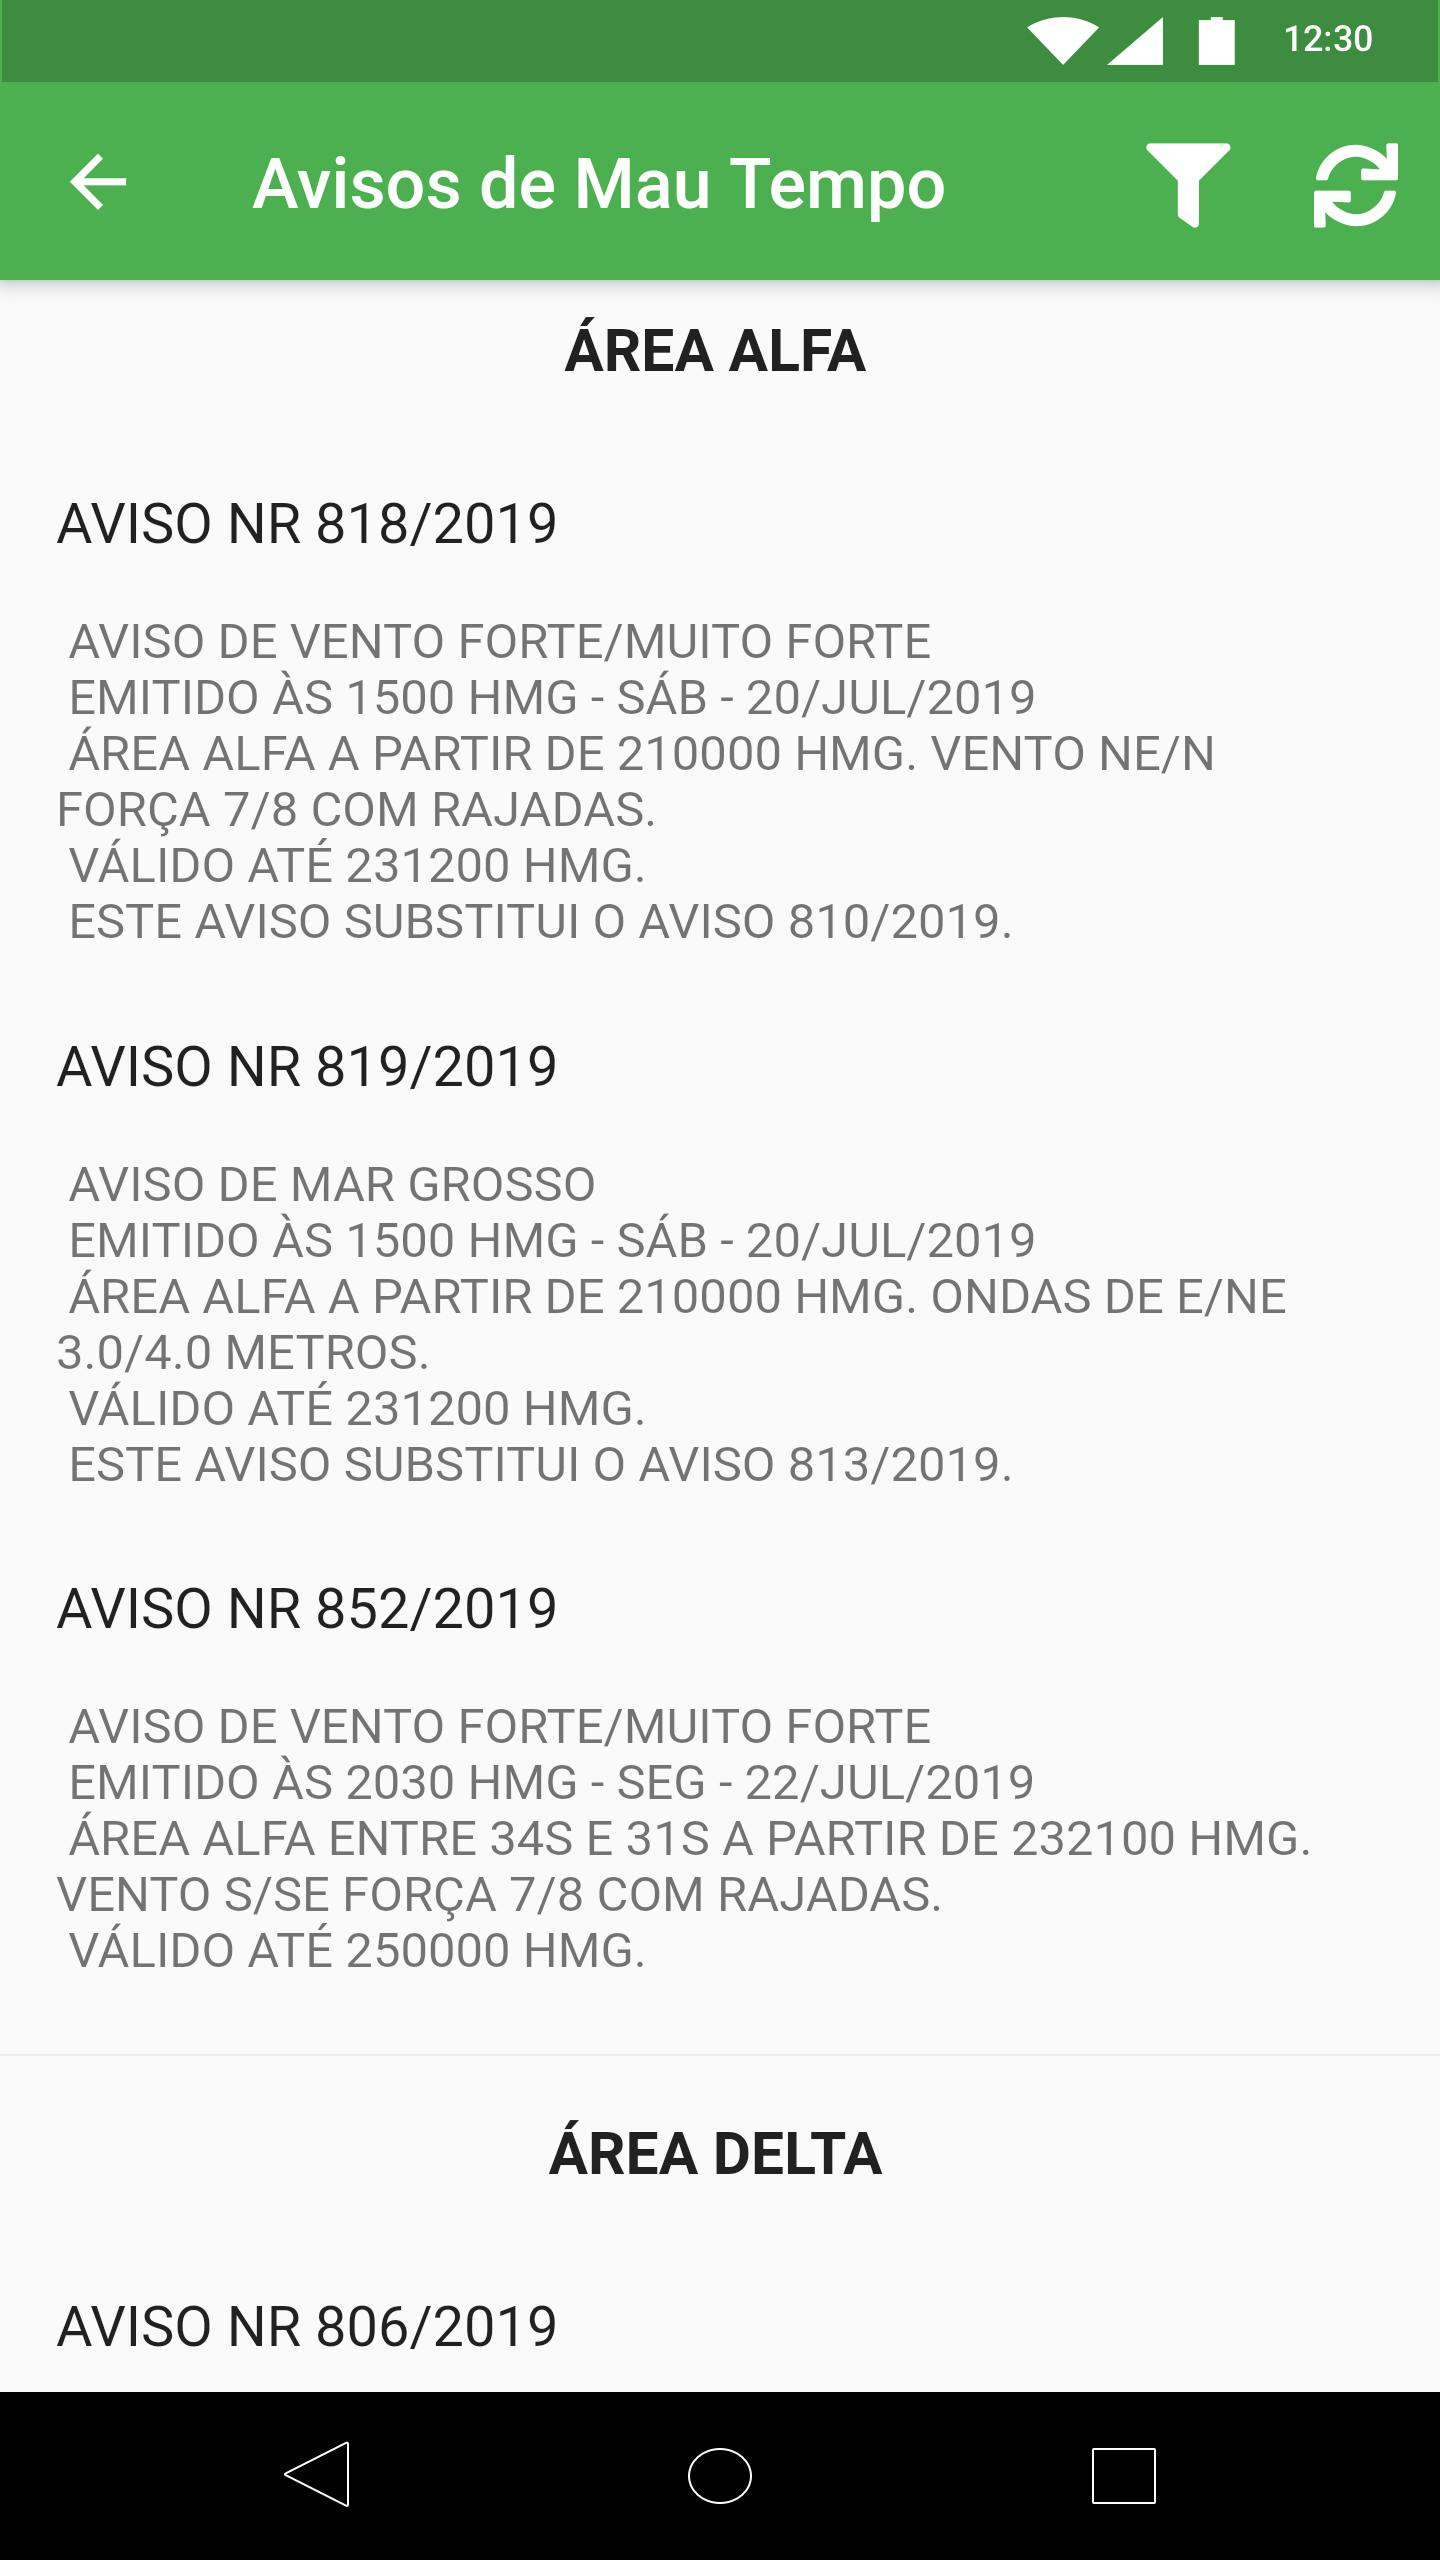 12:30
Avisos de Mau Tempo
ÁREA ALFA
AVISO NR 818/2019
AVISO DE VENTO FORTE/MUITO FORTE
EMITIDO ÀS 1500 HMG - SÁB - 20/JUL/2019
ÁREA ALFA A PARTIR DE 210000 HMG. VENTO NE/N
FORÇA 7/8 COM RAJADAS.
VÁLIDO ATÉ 231200 HMG.
ESTE AVISO SUBSTITUI O AVISO 810/2019.
AVISO NR 819/2019
AVISO DE MAR GROSSO
EMITIDO ÀS 1500 HMG - SÁB - 20/JUL/2019
ÁREA ALFA A PARTIR DE 210000 HMG. ONDAS DE E/NE
3.0/4.0 METROS.
VÁLIDO ATÉ 231200 HMG.
ESTE AVISO SUBSTITUI O AVISO 813/2019.
AVISO NR 852/2019
AVISO DE VENTO FORTE/MUITO FORTE
EMITIDO ÀS 2030 HMG - SEG - 22/JUL/2019
ÁREA ALFA ENTRE 34S E 31S A PARTIR DE 232100 HMG.
VENTO S/SE FORÇA 7/8 COM RAJADAS.
VÁLIDO ATÉ 250000 HMG.
ÁREA DELTA
AVISO NR 806/2019